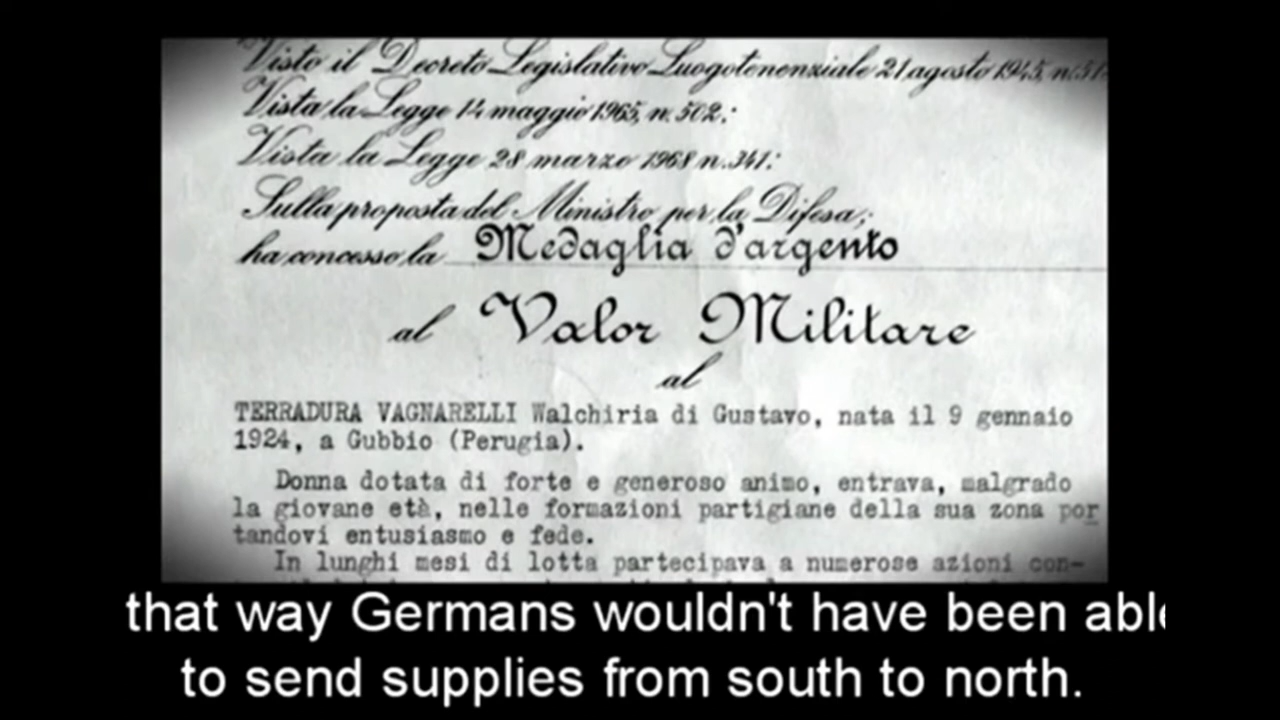 Visto il Decreto Legislativo Luogotenenziale 21 agosto 1945, n.
Vista la Legge 14 maggio 1965, n. 502:
Vista la Legge 28 marzo 1968 n. 341:
Sulla proposta del Ministro per la Difesa;
ha concesso la Medaglia d'argento
al Valor Militare
al
TERRADURA VAGNARELLI Walchiria di Gustavo, nata il 9 gennaio
1924, a Gubbio (Perugia).
Donna dotata di forte e generoso animo, entrava, malgrado
la giovane età, nelle formazioni partigiane della sua zona por
tandovi entusiasmo e fede.
In lunghi mesi di lotta partecipava a numerose azioni con-
that way Germans wouldn't have been able
to send supplies from south to north.